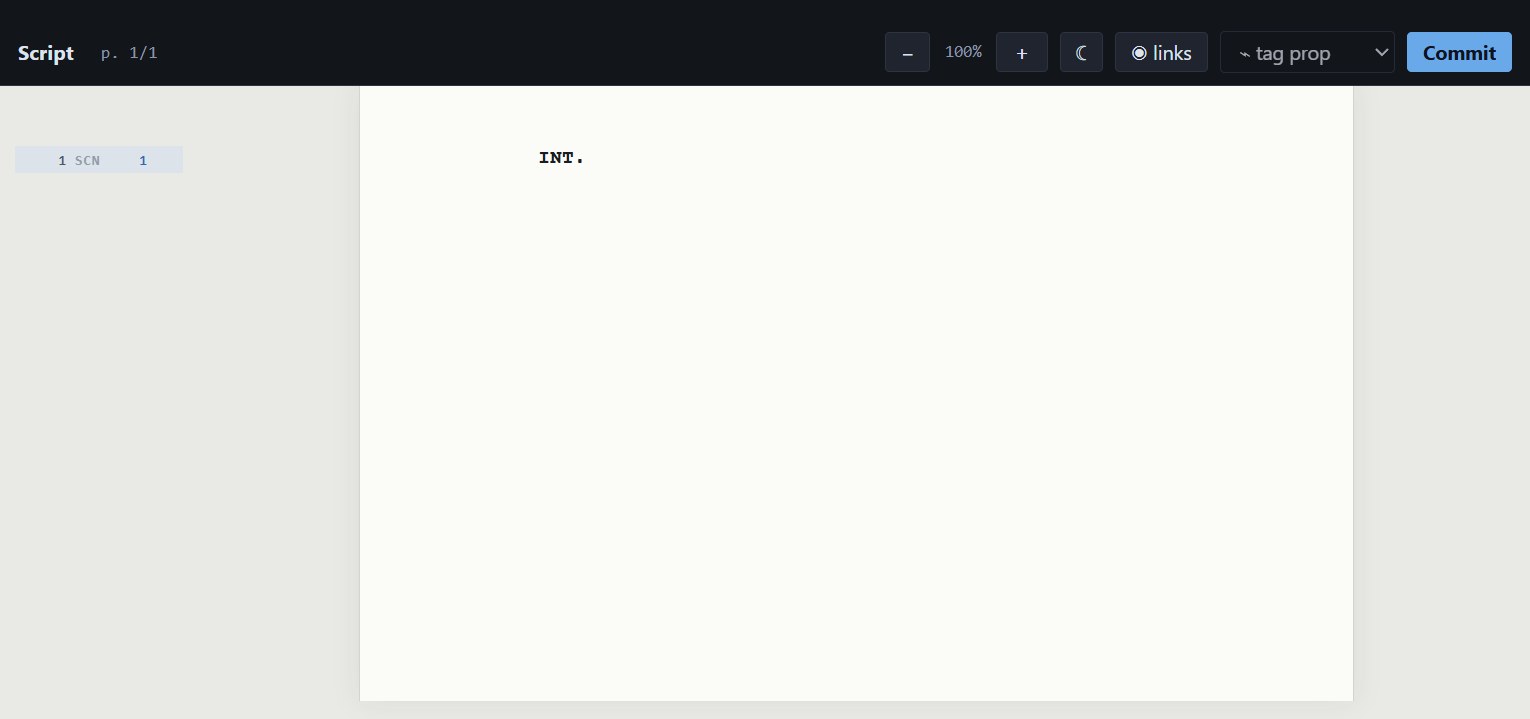 Script p. 1/1 – 100% + ☾ ◉ links ⌁ tag prop Commit
1 SCN 1
INT.